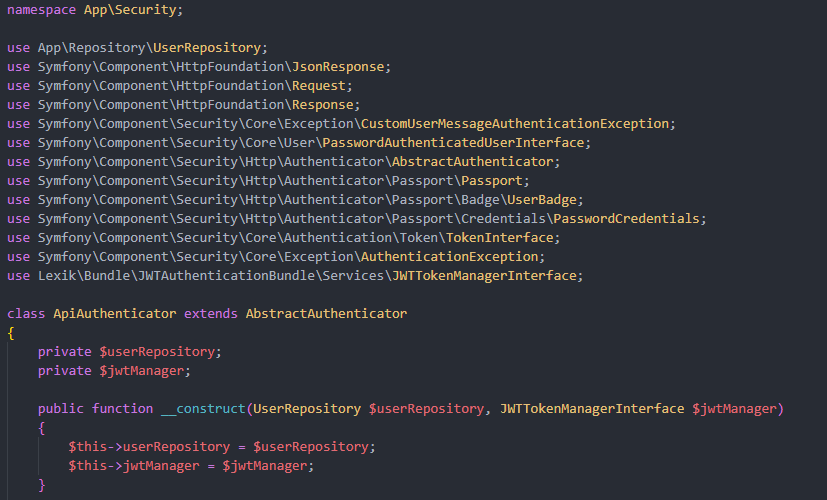 namespace App\Security;
use App\Repository\UserRepository;
use Symfony\Component\HttpFoundation\JsonResponse;
use Symfony\Component\HttpFoundation\Request;
use Symfony\Component\HttpFoundation\Response;
use Symfony\Component\Security\Core\Exception\CustomUserMessageAuthenticationException;
use Symfony\Component\Security\Core\User\PasswordAuthenticatedUserInterface;
use Symfony\Component\Security\Http\Authenticator\AbstractAuthenticator;
use Symfony\Component\Security\Http\Authenticator\Passport\Passport;
use Symfony\Component\Security\Http\Authenticator\Passport\Badge\UserBadge;
use Symfony\Component\Security\Http\Authenticator\Passport\Credentials\PasswordCredentials;
use Symfony\Component\Security\Core\Authentication\Token\TokenInterface;
use Symfony\Component\Security\Core\Exception\AuthenticationException;
use Lexik\Bundle\JWTAuthenticationBundle\Services\JWTTokenManagerInterface;
class ApiAuthenticator extends AbstractAuthenticator
{
private $userRepository;
private $jwtManager;
public function __construct(UserRepository $userRepository, JWTTokenManagerInterface $jwtManager)
{
$this->userRepository = $userRepository;
$this->jwtManager = $jwtManager;
}